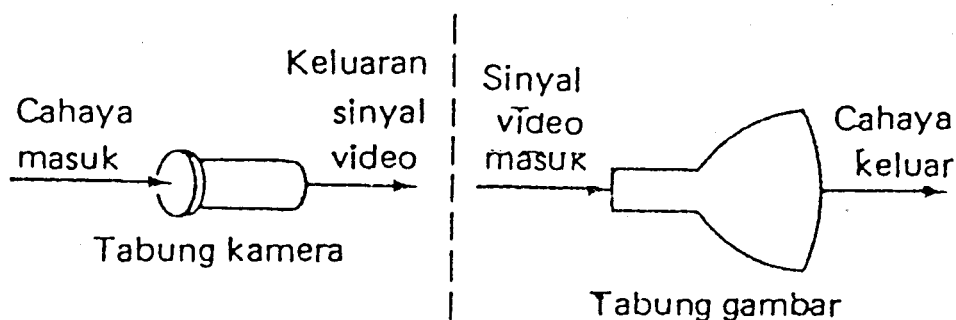 Cahaya
masuk
Keluaran
sinyal
video
Tabung kamera
Sinyal
video
masuk
Cahaya
keluar
Tabung gambar